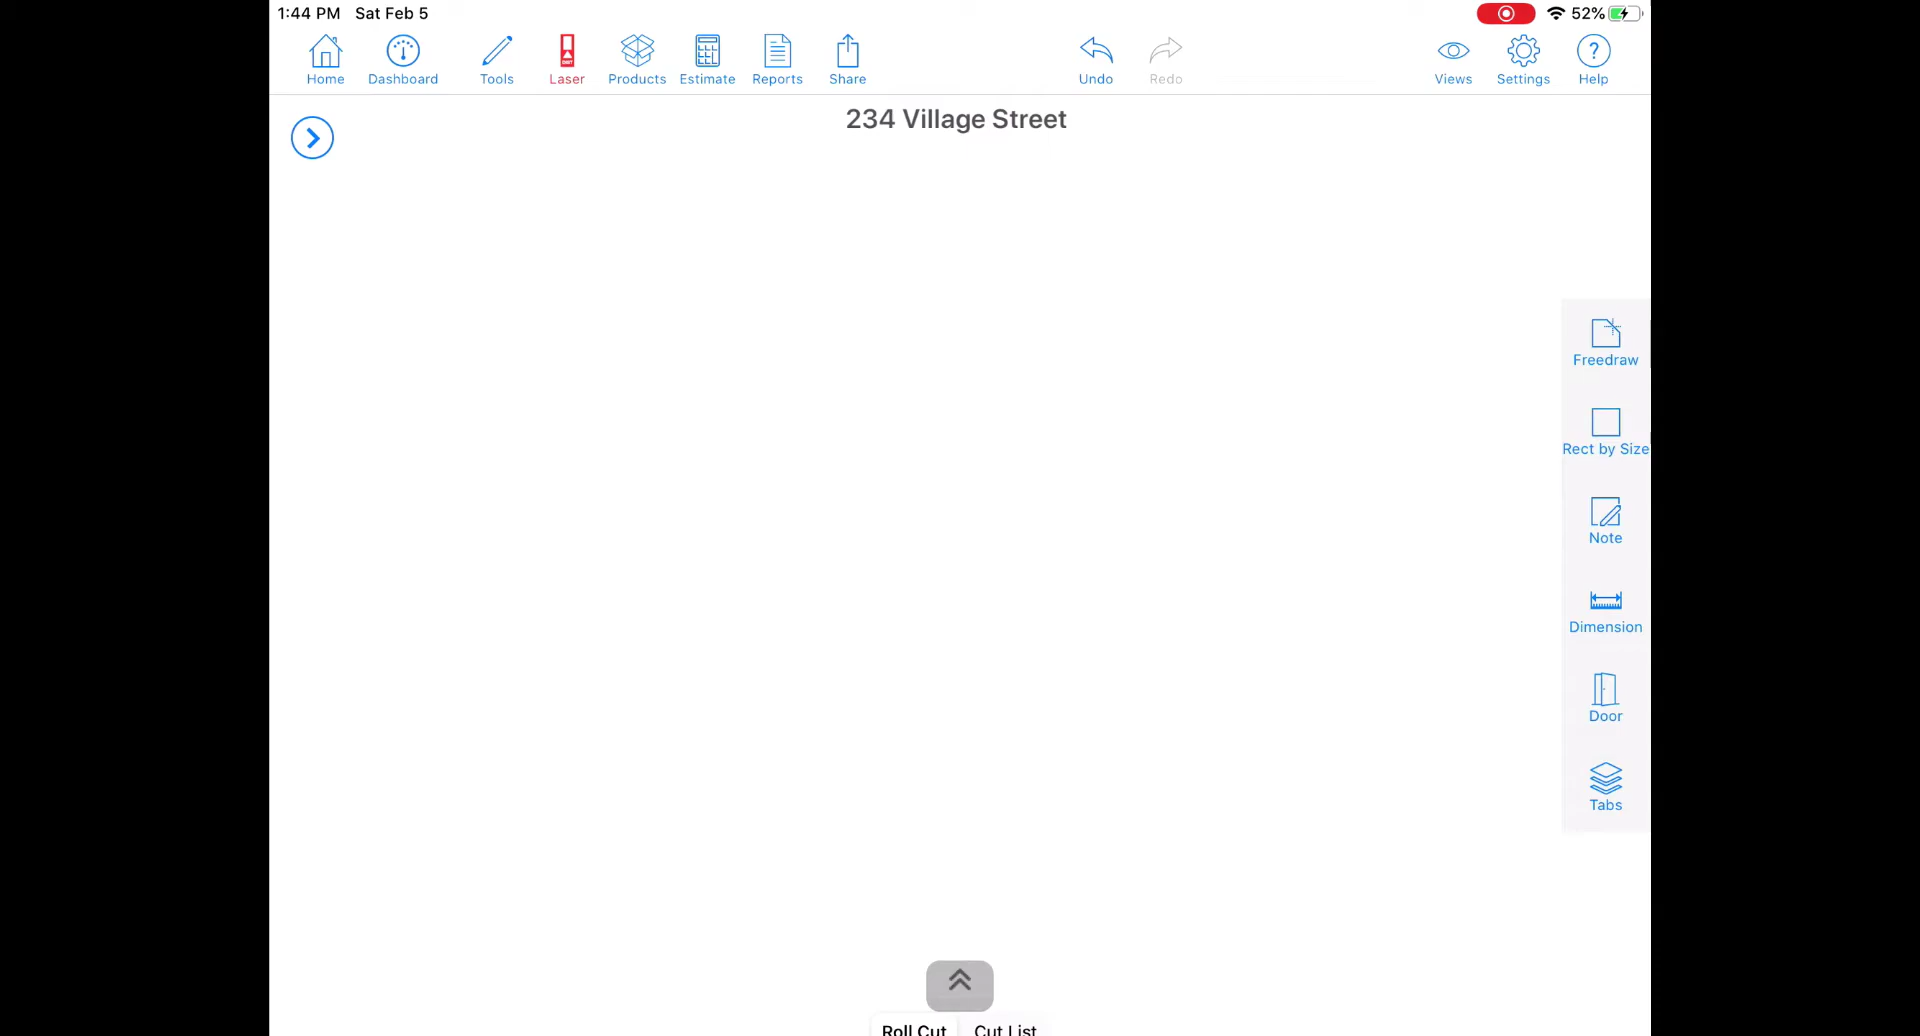 1:44 PM Sat Feb 5
52%
Home Dashboard Tools Laser Products Estimate Reports Share Undo Redo Views Settings Help
234 Village Street
Freedraw
Rect by Size
Note
Dimension
Door
Tabs
Roll Cut Cut List